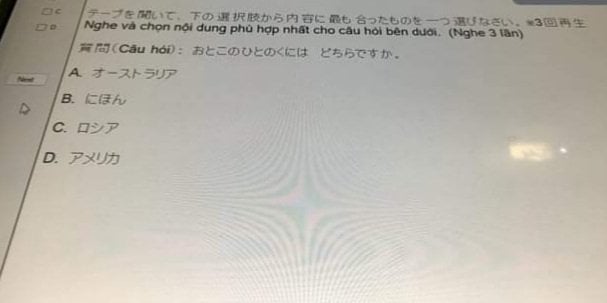 C
テープを聞いて、下の選択肢から内容に最も合ったものを一つ選びなさい。※3回再生
D
Nghe và chọn nội dung phù hợp nhất cho câu hỏi bên dưới. (Nghe 3 lần)
質問(Câu hỏi): おとこのひとのくには どちらですか。
Next
A. オーストラリア
B. にほん
C. ロシア
D. アメリカ